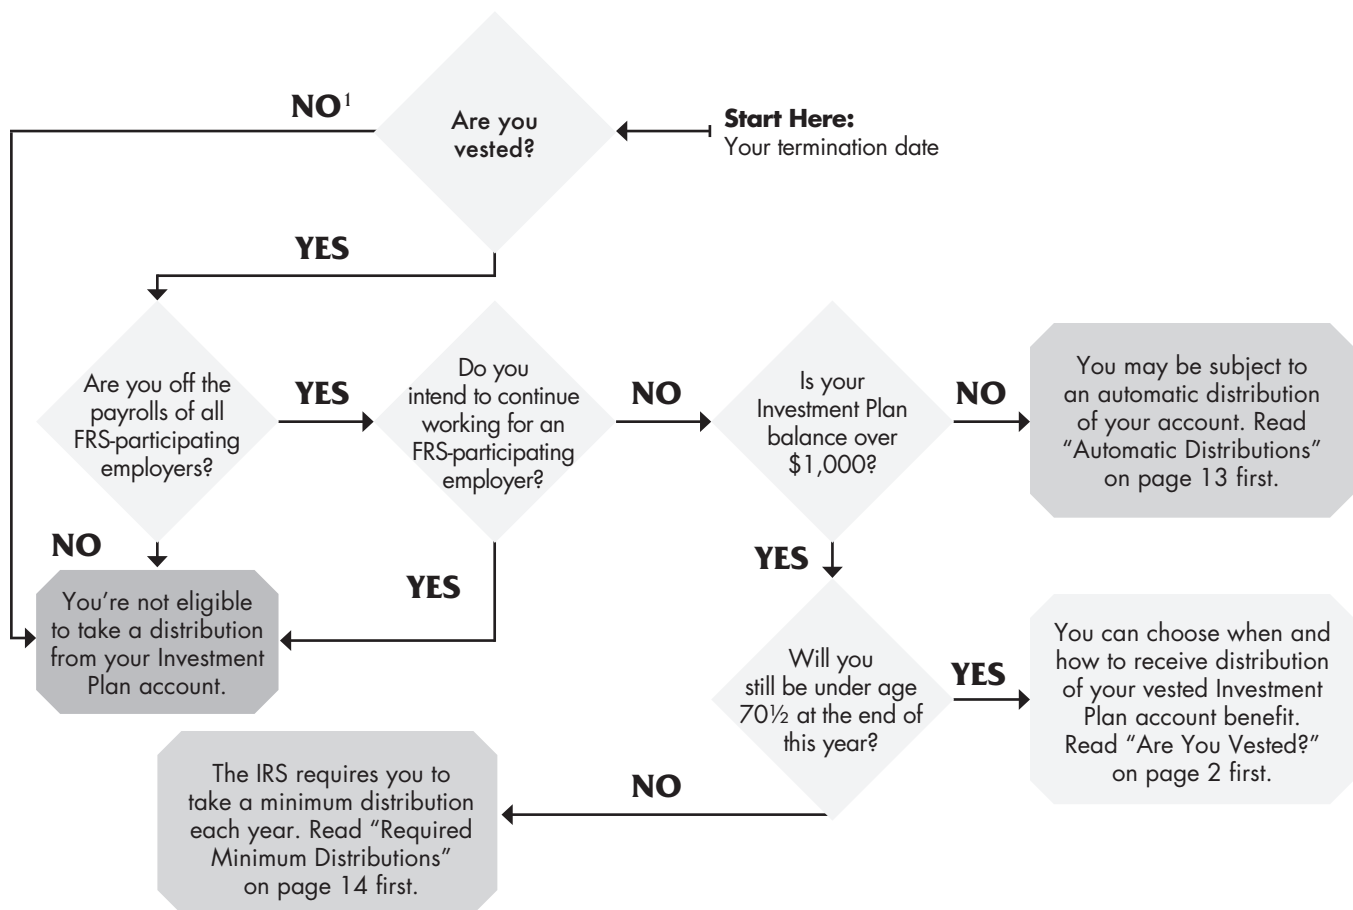 NO¹
Are you
vested?
Start Here:
Your termination date
YES
Are you off the
payrolls of all
FRS-participating
employers?
YES
Do you
intend to continue
working for an
FRS-participating
employer?
NO
Is your
Investment Plan
balance over
$1,000?
NO
You may be subject to
an automatic distribution
of your account. Read
“Automatic Distributions”
on page 13 first.
NO
YES
YES
You’re not eligible
to take a distribution
from your Investment
Plan account.
Will you
still be under age
70½ at the end of
this year?
YES
You can choose when and
how to receive distribution
of your vested Investment
Plan account benefit.
Read “Are You Vested?”
on page 2 first.
NO
The IRS requires you to
take a minimum distribution
each year. Read “Required
Minimum Distributions”
on page 14 first.